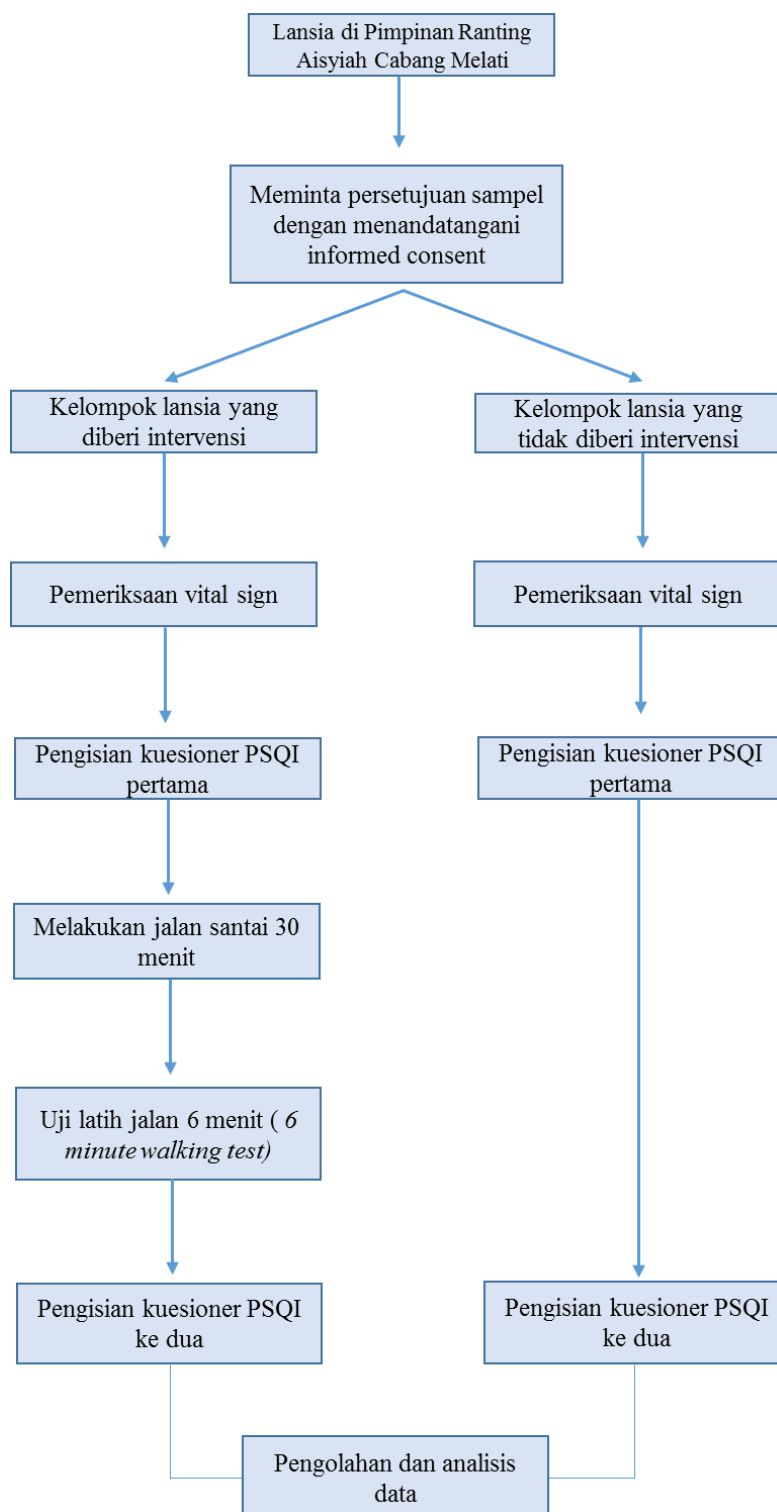 Lansia di Pimpinan Ranting
Aisyiah Cabang Melati
Meminta persetujuan sampel
dengan menandatangani
informed consent
Kelompok lansia yang
diberi intervensi
Kelompok lansia yang
tidak diberi intervensi
Pemeriksaan vital sign
Pemeriksaan vital sign
Pengisian kuesioner PSQI
pertama
Pengisian kuesioner PSQI
pertama
Melakukan jalan santai 30
menit
Uji latih jalan 6 menit ( 6
minute walking test)
Pengisian kuesioner PSQI
ke dua
Pengisian kuesioner PSQI
ke dua
Pengolahan dan analisis
data